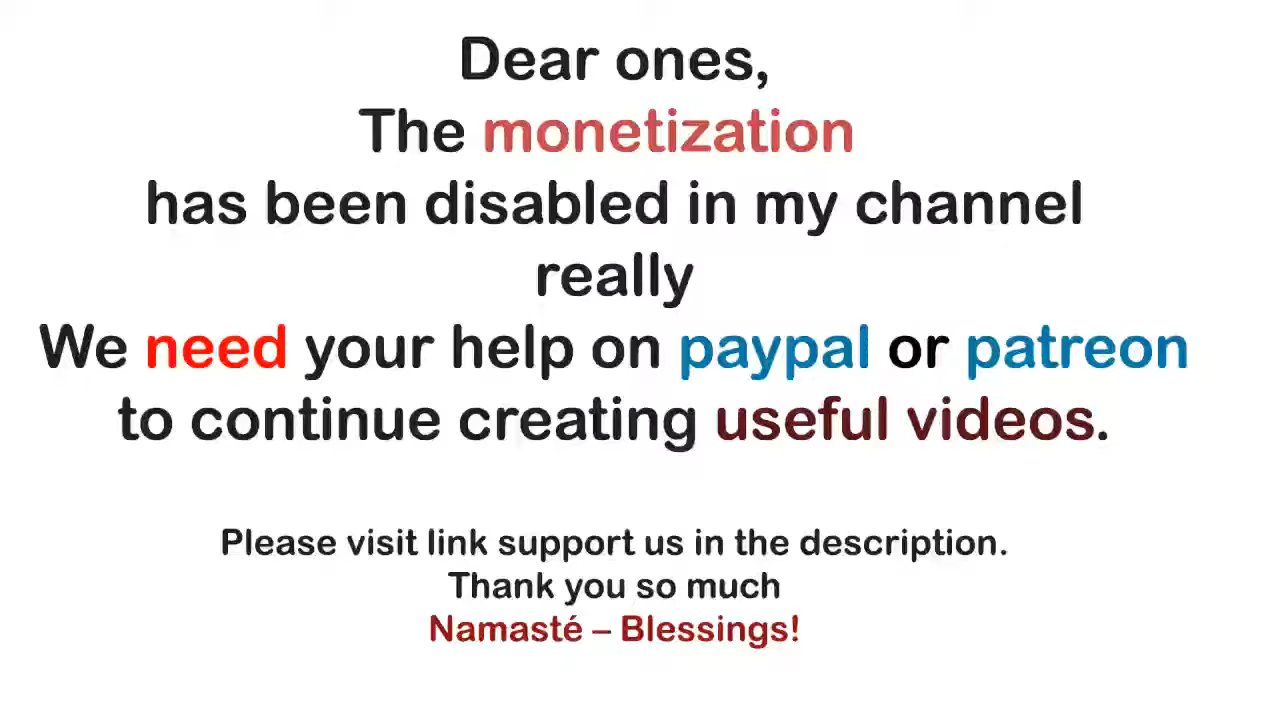 Dear ones,
The monetization
has been disabled in my channel
really
We need your help on paypal or patreon
to continue creating useful videos.
Please visit link support us in the description.
Thank you so much
Namasté – Blessings!